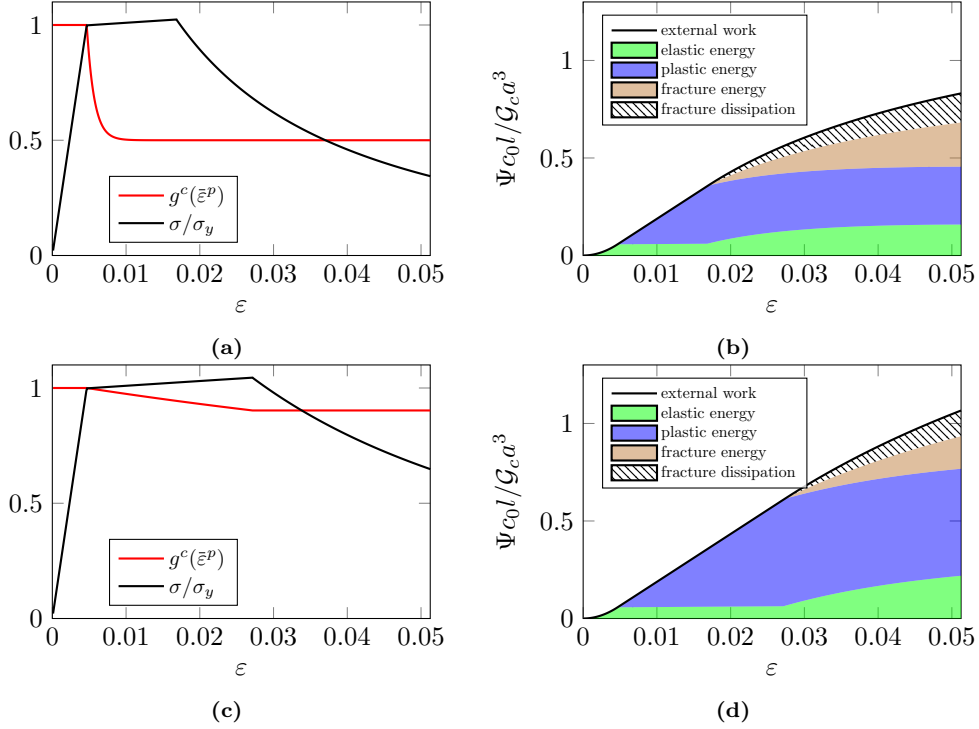 1
0.5
0
0
0.01
0.02
0.03
0.04
0.05
ε
g^c(ε̄^p)
σ/σ_y
(a)
1
0.5
0
0
0.01
0.02
0.03
0.04
0.05
ε
Ψc_0l/𝒢_ca^3
external work
elastic energy
plastic energy
fracture energy
fracture dissipation
(b)
1
0.5
0
0
0.01
0.02
0.03
0.04
0.05
ε
g^c(ε̄^p)
σ/σ_y
(c)
1
0.5
0
0
0.01
0.02
0.03
0.04
0.05
ε
Ψc_0l/𝒢_ca^3
external work
elastic energy
plastic energy
fracture energy
fracture dissipation
(d)